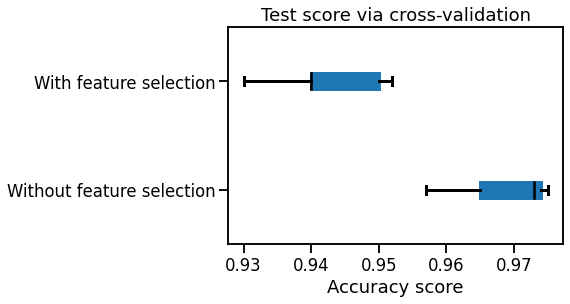 Test score via cross-validation
With feature selection
Without feature selection
0.93 0.94 0.95 0.96 0.97
Accuracy score